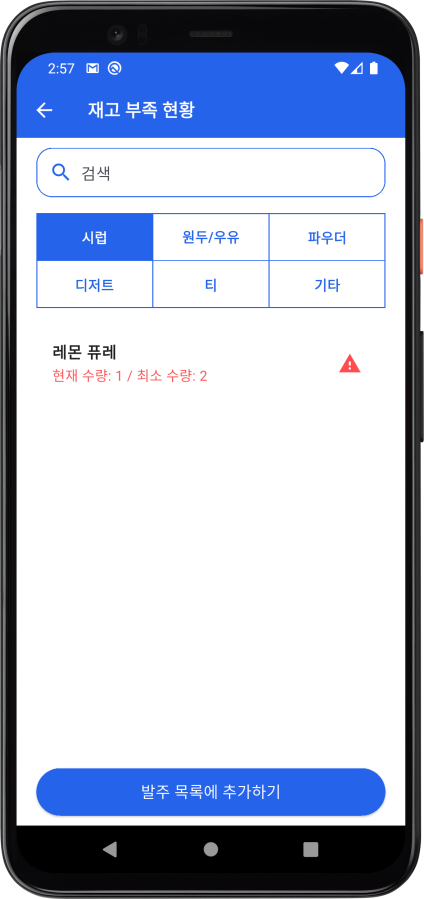 2:57
재고 부족 현황
검색
시럽 원두/우유 파우더
디저트 티 기타
레몬 퓨레
현재 수량: 1 / 최소 수량: 2
발주 목록에 추가하기